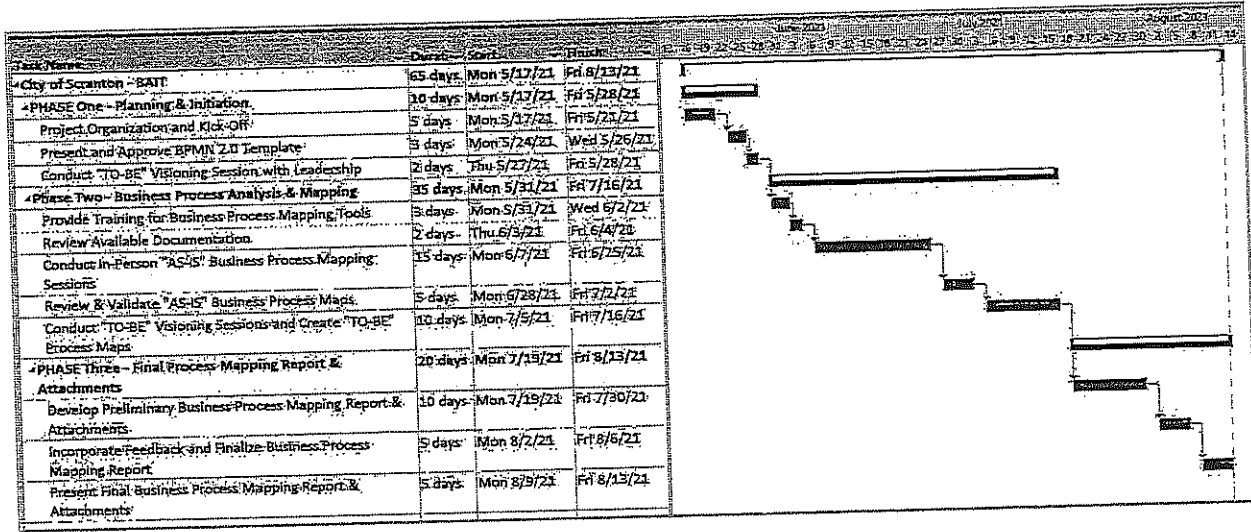 June 2021 July 2021 August 2021
Task Name Durati Start Finish
City of Scranton - BAIT 65 days Mon 5/17/21 Fri 8/13/21
PHASE One - Planning & Initiation 10 days Mon 5/17/21 Fri 5/28/21
Project Organization and Kick-Off 5 days Mon 5/17/21 Fri 5/21/21
Present and Approve BPMN 2.0 Template 3 days Mon 5/24/21 Wed 5/26/21
Conduct "TO-BE" Visioning Session with Leadership 2 days Thu 5/27/21 Fri 5/28/21
Phase Two - Business Process Analysis & Mapping 35 days Mon 5/31/21 Fri 7/16/21
Provide Training for Business Process Mapping Tools 3 days Mon 5/31/21 Wed 6/2/21
Review Available Documentation 2 days Thu 6/3/21 Fri 6/4/21
Conduct In-Person "AS-IS" Business Process Mapping 15 days Mon 6/7/21 Fri 6/25/21
Sessions
Review & Validate "AS-IS" Business Process Maps 5 days Mon 6/28/21 Fri 7/2/21
Conduct "TO-BE" Visioning Sessions and Create "TO-BE" 10 days Mon 7/5/21 Fri 7/16/21
Process Maps
PHASE Three - Final Process Mapping Report & 20 days Mon 7/19/21 Fri 8/13/21
Attachments
Develop Preliminary Business Process Mapping Report & 10 days Mon 7/19/21 Fri 7/30/21
Attachments
Incorporate Feedback and Finalize Business Process 5 days Mon 8/2/21 Fri 8/6/21
Mapping Report
Present Final Business Process Mapping Report & 5 days Mon 8/9/21 Fri 8/13/21
Attachments